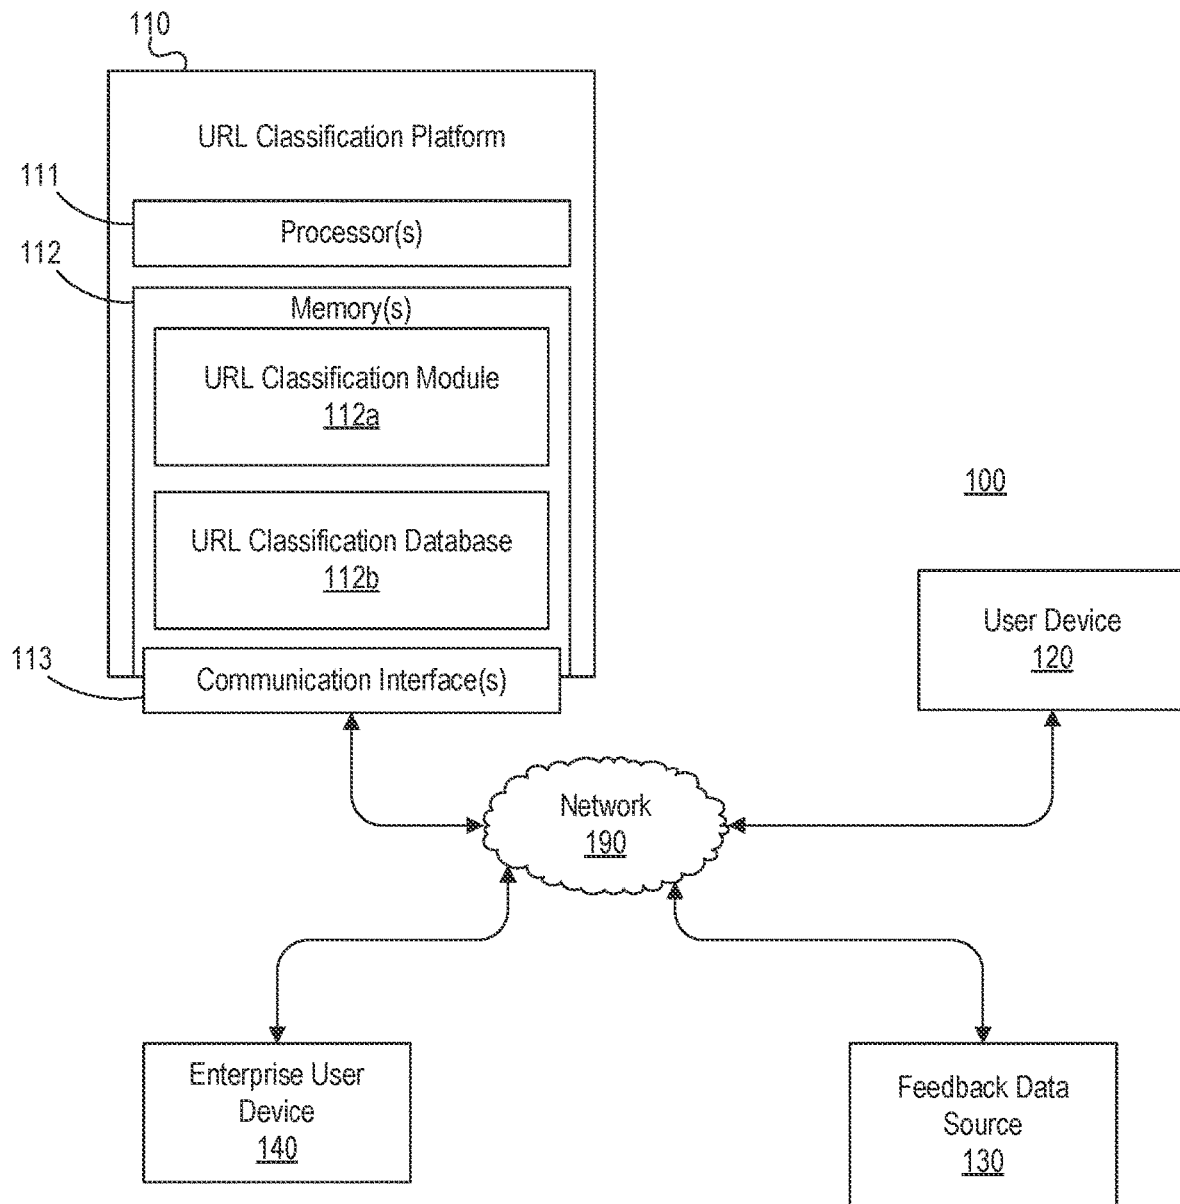 110
URL Classification Platform
111
Processor(s)
112
Memory(s)
URL Classification Module
112a
100
URL Classification Database
112b
User Device
120
113
Communication Interface(s)
Network
190
Enterprise User
Device
140
Feedback Data
Source
130